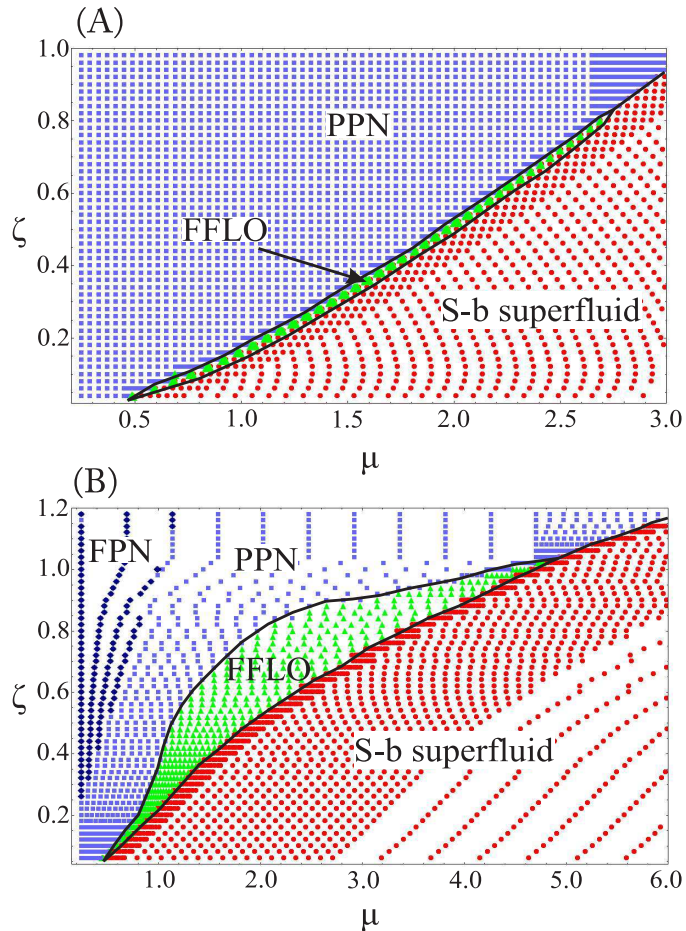 (A)
1.0
0.8
0.6
0.4
0.2
ζ
PPN
FFLO
S-b superfluid
0.5 1.0 1.5 2.0 2.5 3.0
μ
(B)
1.2
1.0
0.8
0.6
0.4
0.2
ζ
FPN PPN
FFLO
S-b superfluid
1.0 2.0 3.0 4.0 5.0 6.0
μ